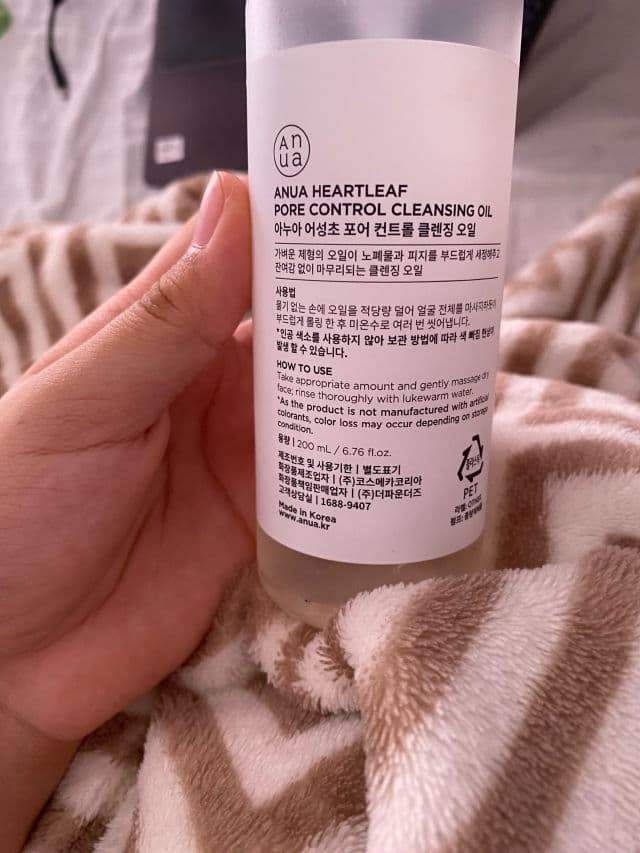 An
ua
ANUA HEARTLEAF
PORE CONTROL CLEANSING OIL
아누아 어성초 포어 컨트롤 클렌징 오일
가벼운 제형의 오일이 노폐물과 피지를 부드럽게 세정해주고
잔여감 없이 마무리되는 클렌징 오일
사용법
물기 없는 손에 오일을 적당량 덜어 얼굴 전체를 마사지하듯이
부드럽게 롤링 한 후 미온수로 여러 번 씻어냅니다.
*인공 색소를 사용하지 않아 보관 방법에 따라 색 빠짐 현상이
발생 할 수 있습니다.
HOW TO USE
Take appropriate amount and gently massage dry
face; rinse thoroughly with lukewarm water.
*As the product is not manufactured with artificial
colorants, color loss may occur depending on storage
condition.
용량 | 200 mL / 6.76 fl.oz.
제조번호 및 사용기한 | 별도표기
화장품제조업자 | (주)코스메카코리아
화장품책임판매업자 | (주)더파운더즈
고객상담실 | 1688-9407
Made in Korea
www.anua.kr
플라스틱
PET
라벨: OTHER
펌프: